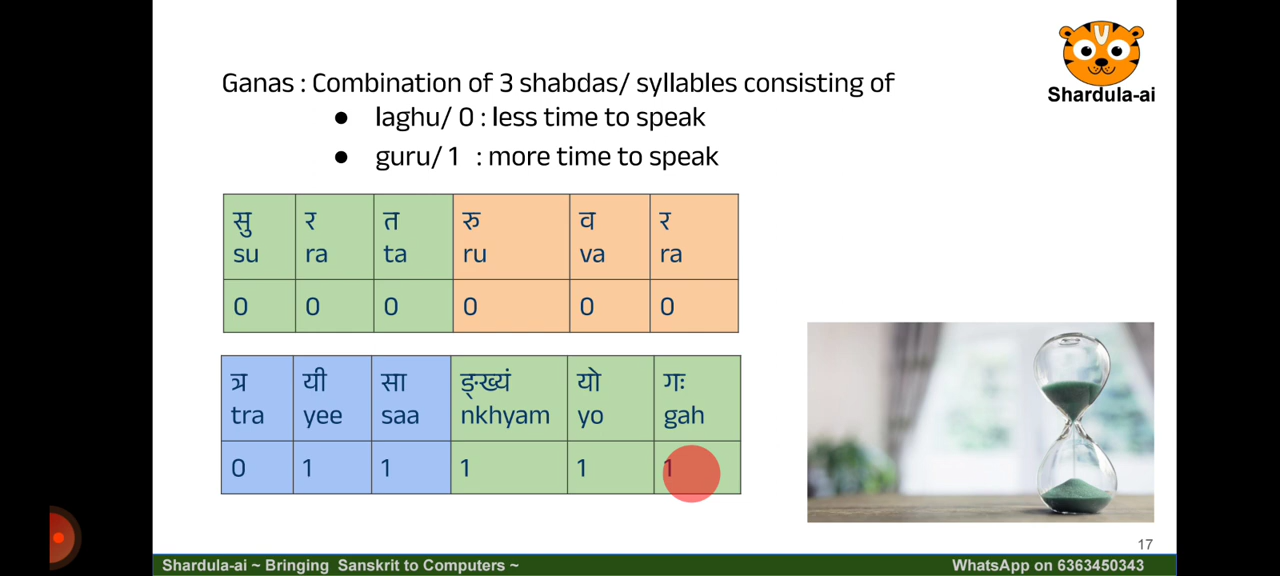 Shardula-ai
Ganas : Combination of 3 shabdas/ syllables consisting of
● laghu/ 0 : less time to speak
● guru/ 1 : more time to speak
सु र त रु व र
su ra ta ru va ra
0 0 0 0 0 0
त्र यी सा ङ्ख्यं यो गः
tra yee saa nkhyam yo gah
0 1 1 1 1 1
17
Shardula-ai ~ Bringing Sanskrit to Computers ~ WhatsApp on 6363450343